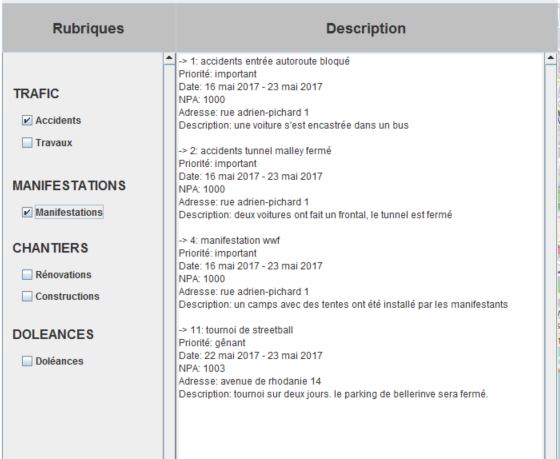 Rubriques
Description
TRAFIC
Accidents
Travaux
MANIFESTATIONS
Manifestations
CHANTIERS
Rénovations
Constructions
DOLEANCES
Doléances
-> 1: accidents entrée autoroute bloqué
Priorité: important
Date: 16 mai 2017 - 23 mai 2017
NPA: 1000
Adresse: rue adrien-pichard 1
Description: une voiture s'est encastrée dans un bus
-> 2: accidents tunnel malley fermé
Priorité: important
Date: 16 mai 2017 - 23 mai 2017
NPA: 1000
Adresse: rue adrien-pichard 1
Description: deux voitures ont fait un frontal, le tunnel est fermé
-> 4: manifestation wwf
Priorité: important
Date: 16 mai 2017 - 23 mai 2017
NPA: 1000
Adresse: rue adrien-pichard 1
Description: un camps avec des tentes ont été installé par les manifestants
-> 11: tournoi de streetball
Priorité: gênant
Date: 22 mai 2017 - 23 mai 2017
NPA: 1003
Adresse: avenue de rhodanie 14
Description: tournoi sur deux jours. le parking de bellerinve sera fermé.